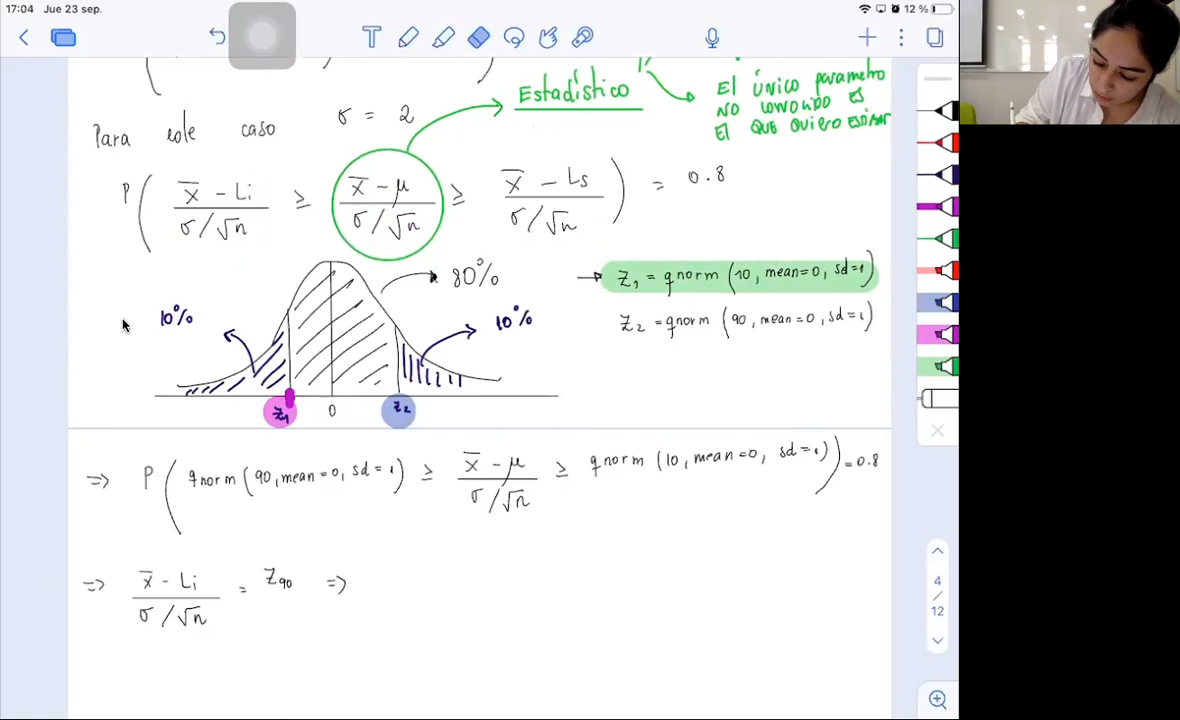 17:04 Jue 23 sep. 12 %
Estadístico
El único parametro
NO conocido es
El que quiero estimar
Para este caso σ = 2
P( (x̄ - Li)/(σ/√n) ≥ (x̄ - μ)/(σ/√n) ≥ (x̄ - Ls)/(σ/√n) ) = 0.8
80%
10%
10%
→ z₁ = qnorm (10, mean=0, sd=1)
z₂ = qnorm (90, mean=0, sd=1)
z₁ 0 z₂
⇒ P( qnorm (90, mean=0, sd=1) ≥ (x̄ - μ)/(σ/√n) ≥ qnorm (10, mean=0, sd=1) ) = 0.8
⇒ (x̄ - Li)/(σ/√n) = z₉₀ ⇒
4
/
12